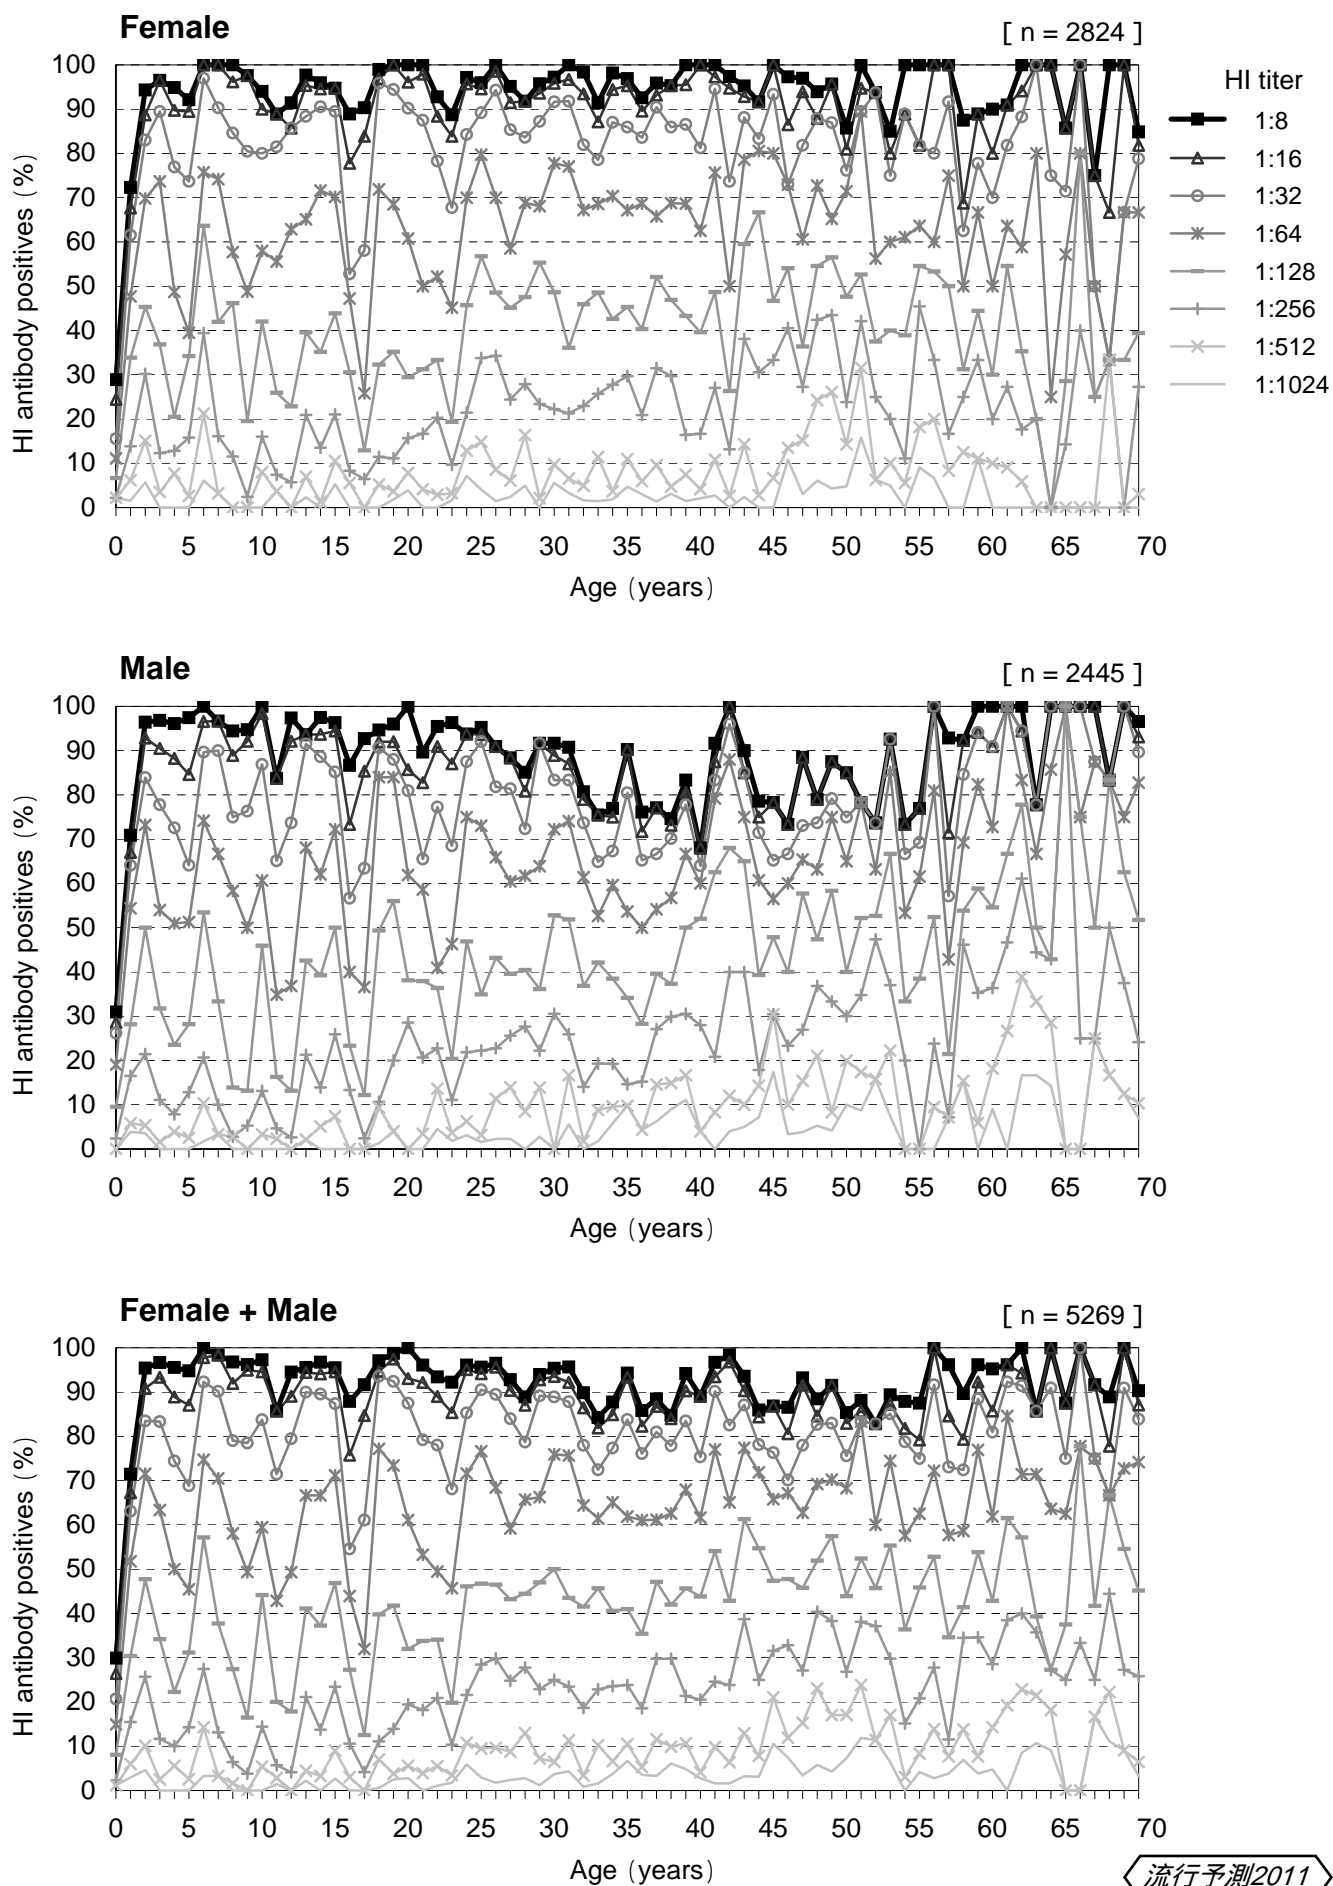 Female
[ n = 2824 ]
HI titer
1:8
1:16
1:32
1:64
1:128
1:256
1:512
1:1024
HI antibody positives (%)
100
90
80
70
60
50
40
30
20
10
0
0 5 10 15 20 25 30 35 40 45 50 55 60 65 70
Age (years)
Male
[ n = 2445 ]
HI antibody positives (%)
100
90
80
70
60
50
40
30
20
10
0
0 5 10 15 20 25 30 35 40 45 50 55 60 65 70
Age (years)
Female + Male
[ n = 5269 ]
HI antibody positives (%)
100
90
80
70
60
50
40
30
20
10
0
0 5 10 15 20 25 30 35 40 45 50 55 60 65 70
Age (years)
流行予測2011